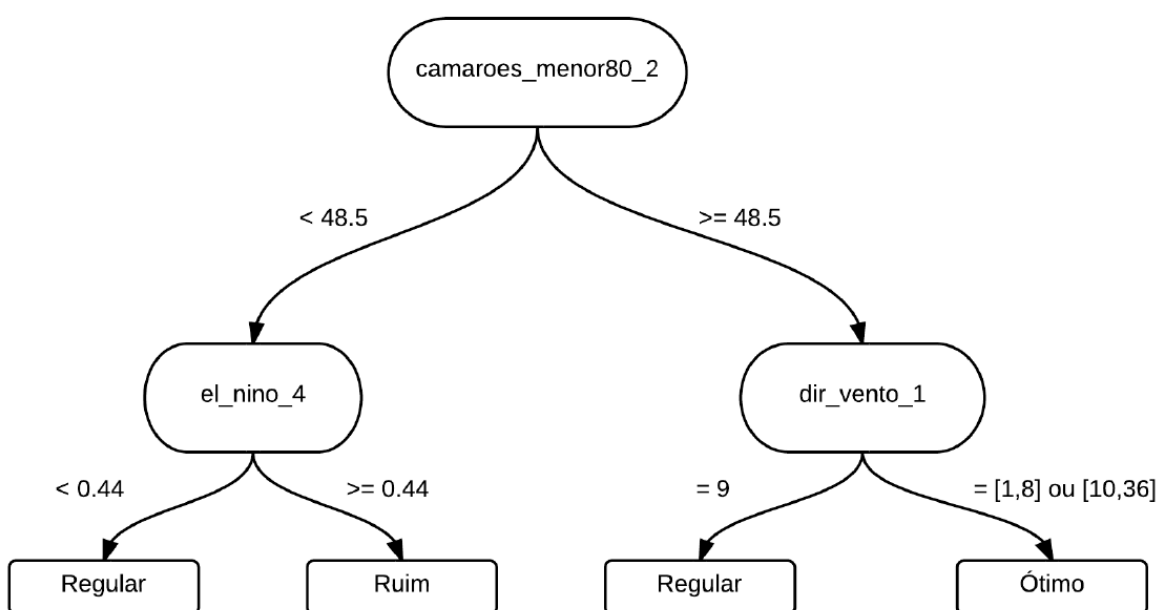 camaroes_menor80_2
< 48.5
>= 48.5
el_nino_4
dir_vento_1
< 0.44
>= 0.44
= 9
= [1,8] ou [10,36]
Regular
Ruim
Regular
Ótimo